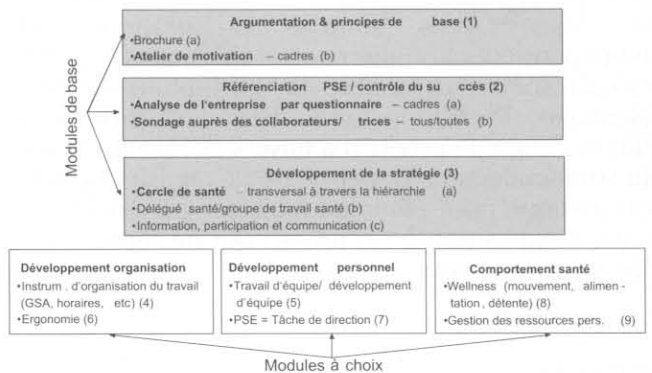 Modules de base
Argumentation & principes de base (1)
•Brochure (a)
•Atelier de motivation – cadres (b)
Référenciation PSE / contrôle du su ccès (2)
•Analyse de l'entreprise par questionnaire – cadres (a)
•Sondage auprès des collaborateurs/ trices – tous/toutes (b)
Développement de la stratégie (3)
•Cercle de santé – transversal à travers la hiérarchie (a)
•Délégué santé/groupe de travail santé (b)
•Information, participation et communication (c)
Développement organisation
•Instrum . d'organisation du travail
(GSA, horaires, etc) (4)
•Ergonomie (6)
Développement personnel
•Travail d'équipe/ développement
d'équipe (5)
•PSE = Tâche de direction (7)
Comportement santé
•Wellness (mouvement, alimen -
tation , détente) (8)
•Gestion des ressources pers. (9)
Modules à choix